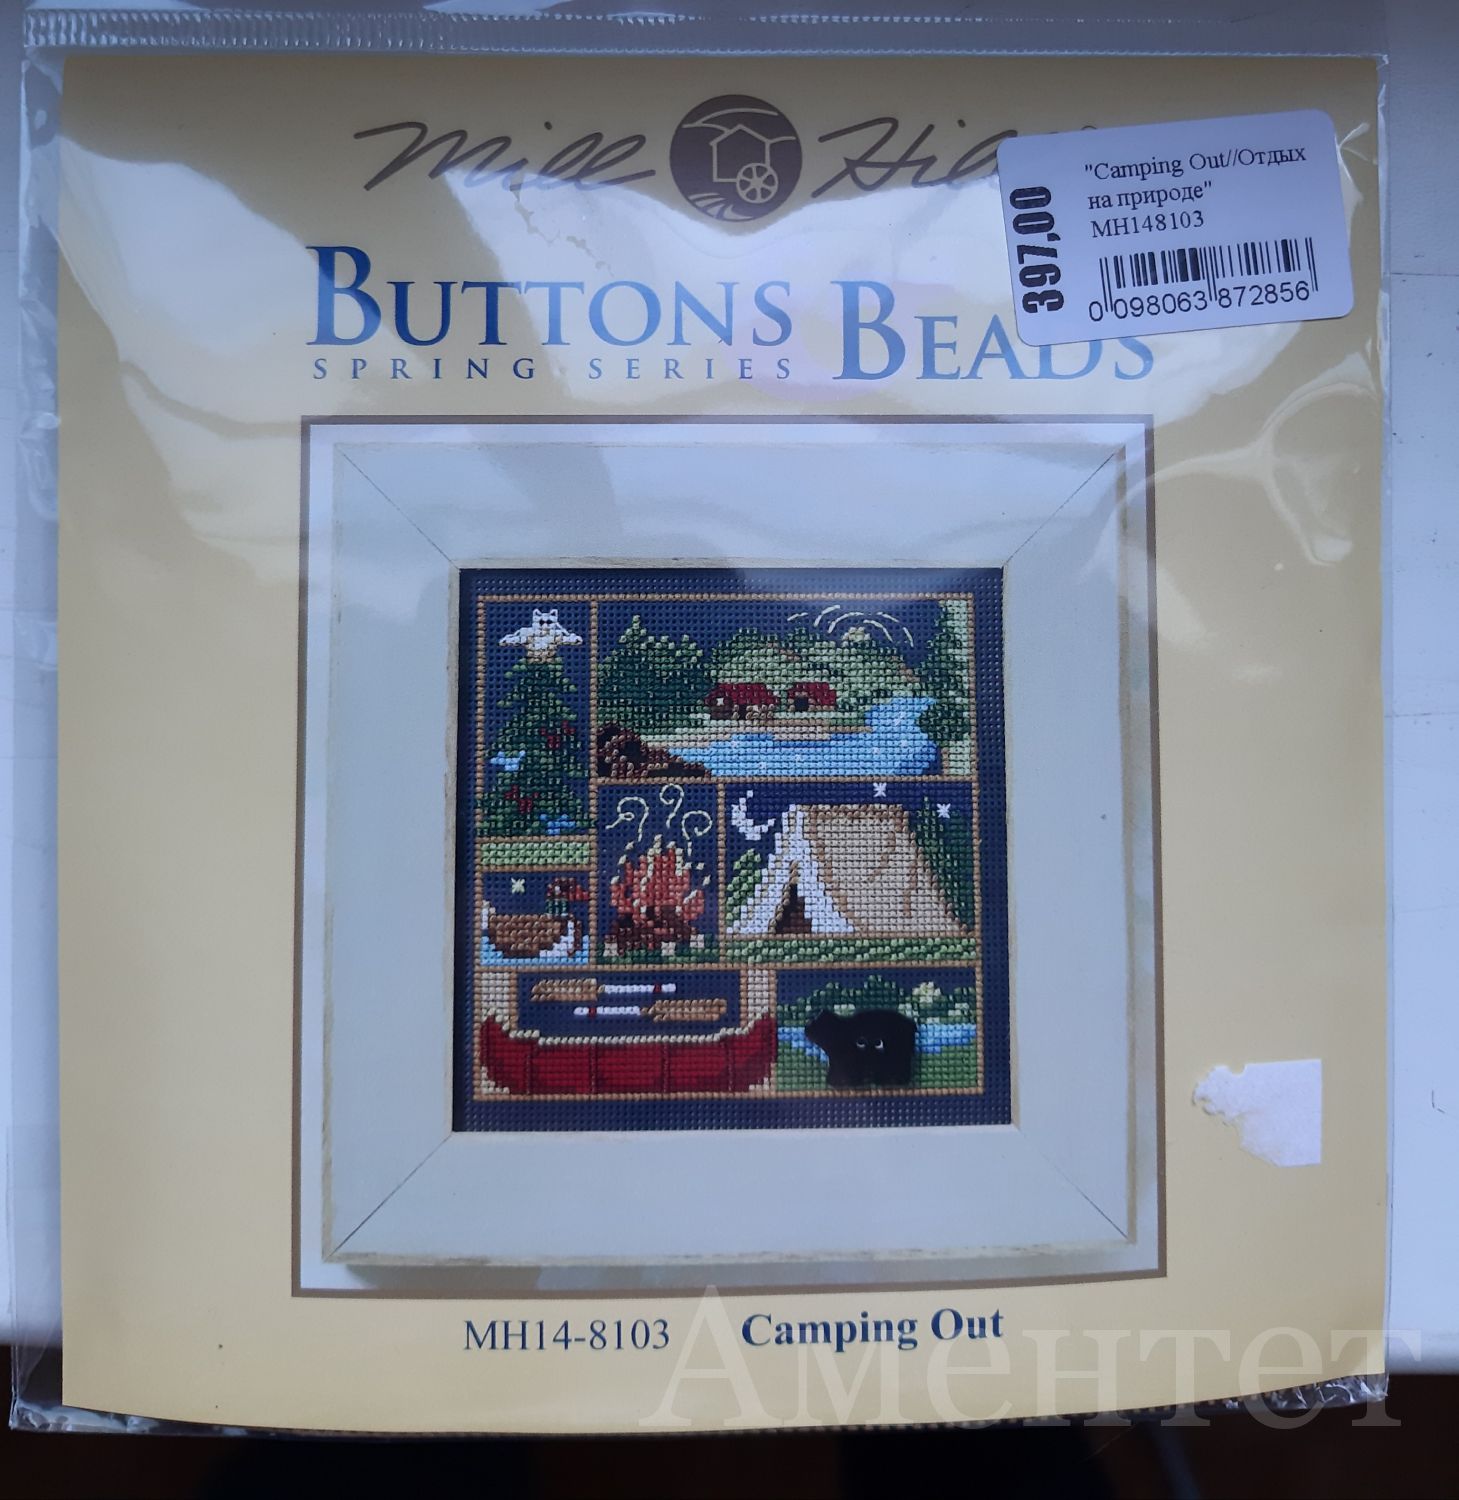 Mill Hill
"Camping Out//Отдых
на природе"
МН148103
397,00
0 098063 872856
BUTTONS BEADS
SPRING SERIES
MH14-8103 Camping Out
Аментет